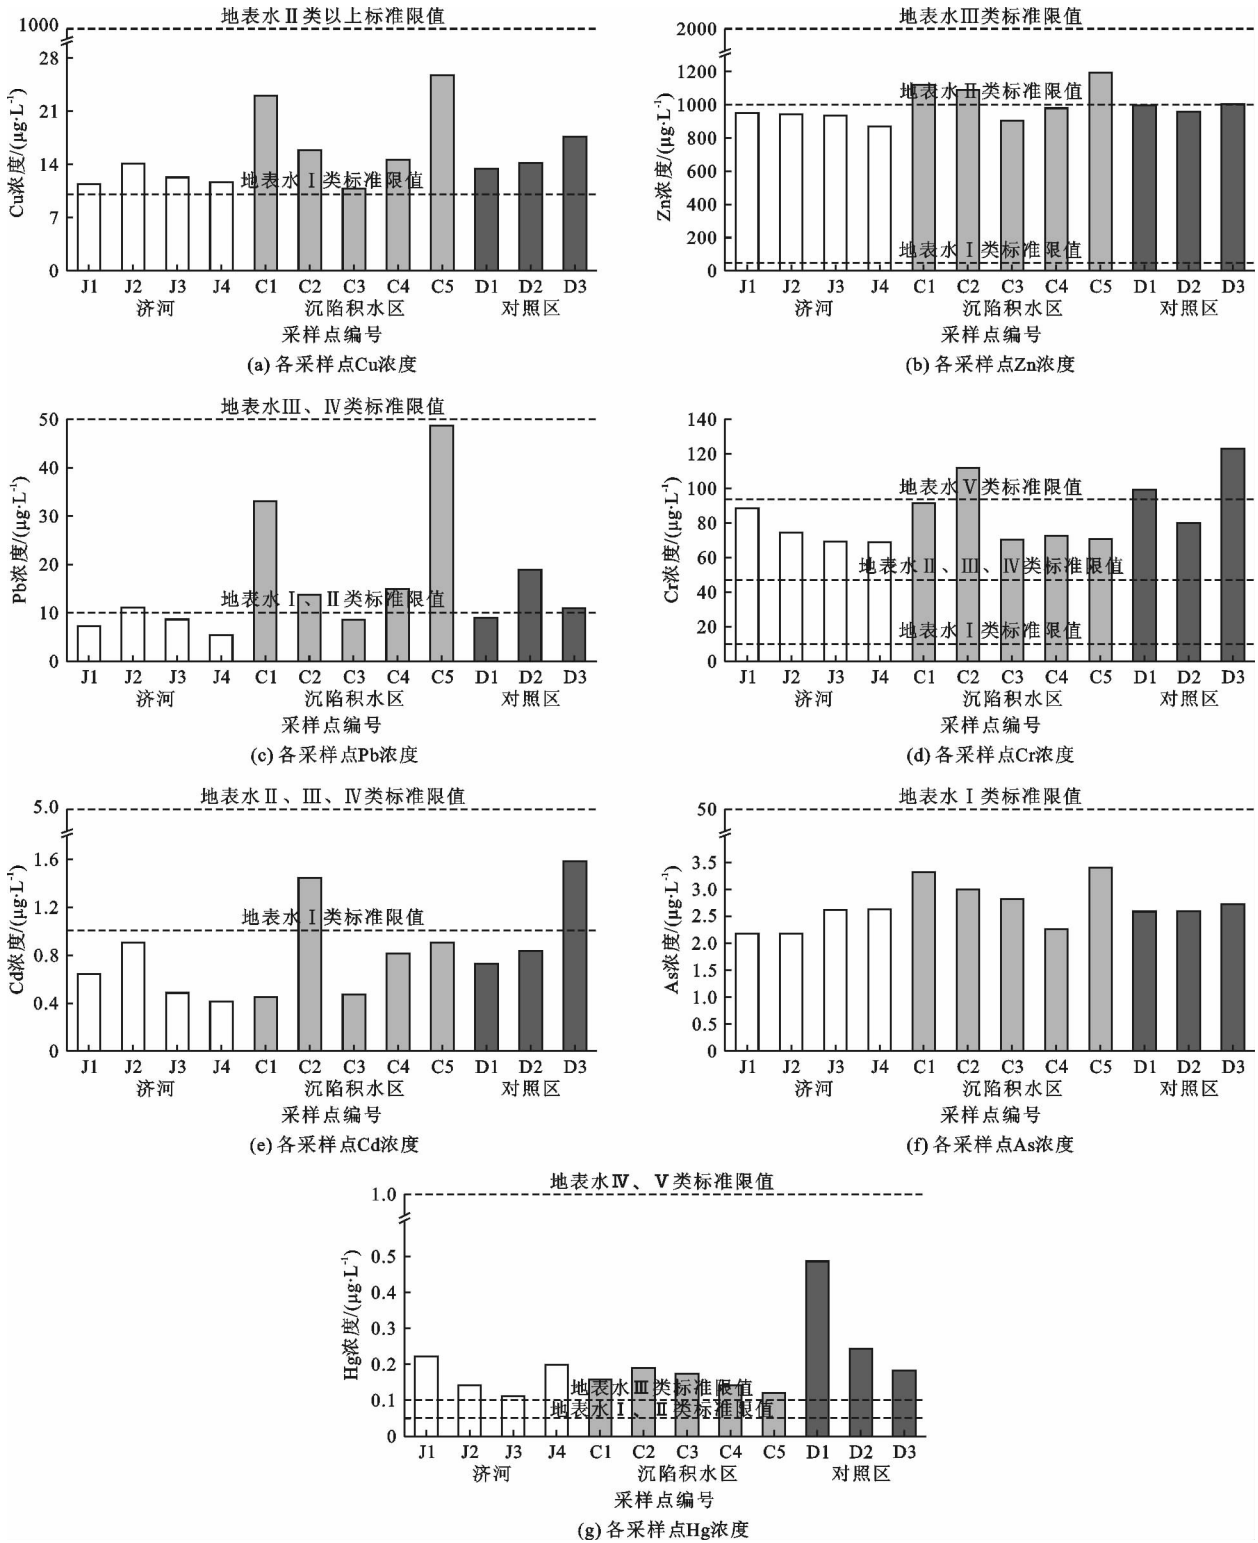 地表水Ⅱ类以上标准限值
1000
28
21
14
7
0
Cu浓度/(μg·L⁻¹)
地表水Ⅰ类标准限值
J1 J2 J3 J4 C1 C2 C3 C4 C5 D1 D2 D3
济河 沉陷积水区 对照区
采样点编号
(a) 各采样点Cu浓度
地表水Ⅲ类标准限值
2000
1200
1000
800
600
400
200
0
Zn浓度/(μg·L⁻¹)
地表水Ⅱ类标准限值
地表水Ⅰ类标准限值
J1 J2 J3 J4 C1 C2 C3 C4 C5 D1 D2 D3
济河 沉陷积水区 对照区
采样点编号
(b) 各采样点Zn浓度
地表水Ⅲ、Ⅳ类标准限值
50
40
30
20
10
0
Pb浓度/(μg·L⁻¹)
地表水Ⅰ、Ⅱ类标准限值
J1 J2 J3 J4 C1 C2 C3 C4 C5 D1 D2 D3
济河 沉陷积水区 对照区
采样点编号
(c) 各采样点Pb浓度
140
120
100
80
60
40
20
0
Cr浓度/(μg·L⁻¹)
地表水Ⅴ类标准限值
地表水Ⅱ、Ⅲ、Ⅳ类标准限值
地表水Ⅰ类标准限值
J1 J2 J3 J4 C1 C2 C3 C4 C5 D1 D2 D3
济河 沉陷积水区 对照区
采样点编号
(d) 各采样点Cr浓度
地表水Ⅱ、Ⅲ、Ⅳ类标准限值
5.0
1.6
1.2
0.8
0.4
0
Cd浓度/(μg·L⁻¹)
地表水Ⅰ类标准限值
J1 J2 J3 J4 C1 C2 C3 C4 C5 D1 D2 D3
济河 沉陷积水区 对照区
采样点编号
(e) 各采样点Cd浓度
地表水Ⅰ类标准限值
50
3.5
3.0
2.5
2.0
1.5
1.0
0.5
0
As浓度/(μg·L⁻¹)
J1 J2 J3 J4 C1 C2 C3 C4 C5 D1 D2 D3
济河 沉陷积水区 对照区
采样点编号
(f) 各采样点As浓度
地表水Ⅳ、Ⅴ类标准限值
1.0
0.5
0.4
0.3
0.2
0.1
0
Hg浓度/(μg·L⁻¹)
地表水Ⅲ类标准限值
地表水Ⅰ、Ⅱ类标准限值
J1 J2 J3 J4 C1 C2 C3 C4 C5 D1 D2 D3
济河 沉陷积水区 对照区
采样点编号
(g) 各采样点Hg浓度